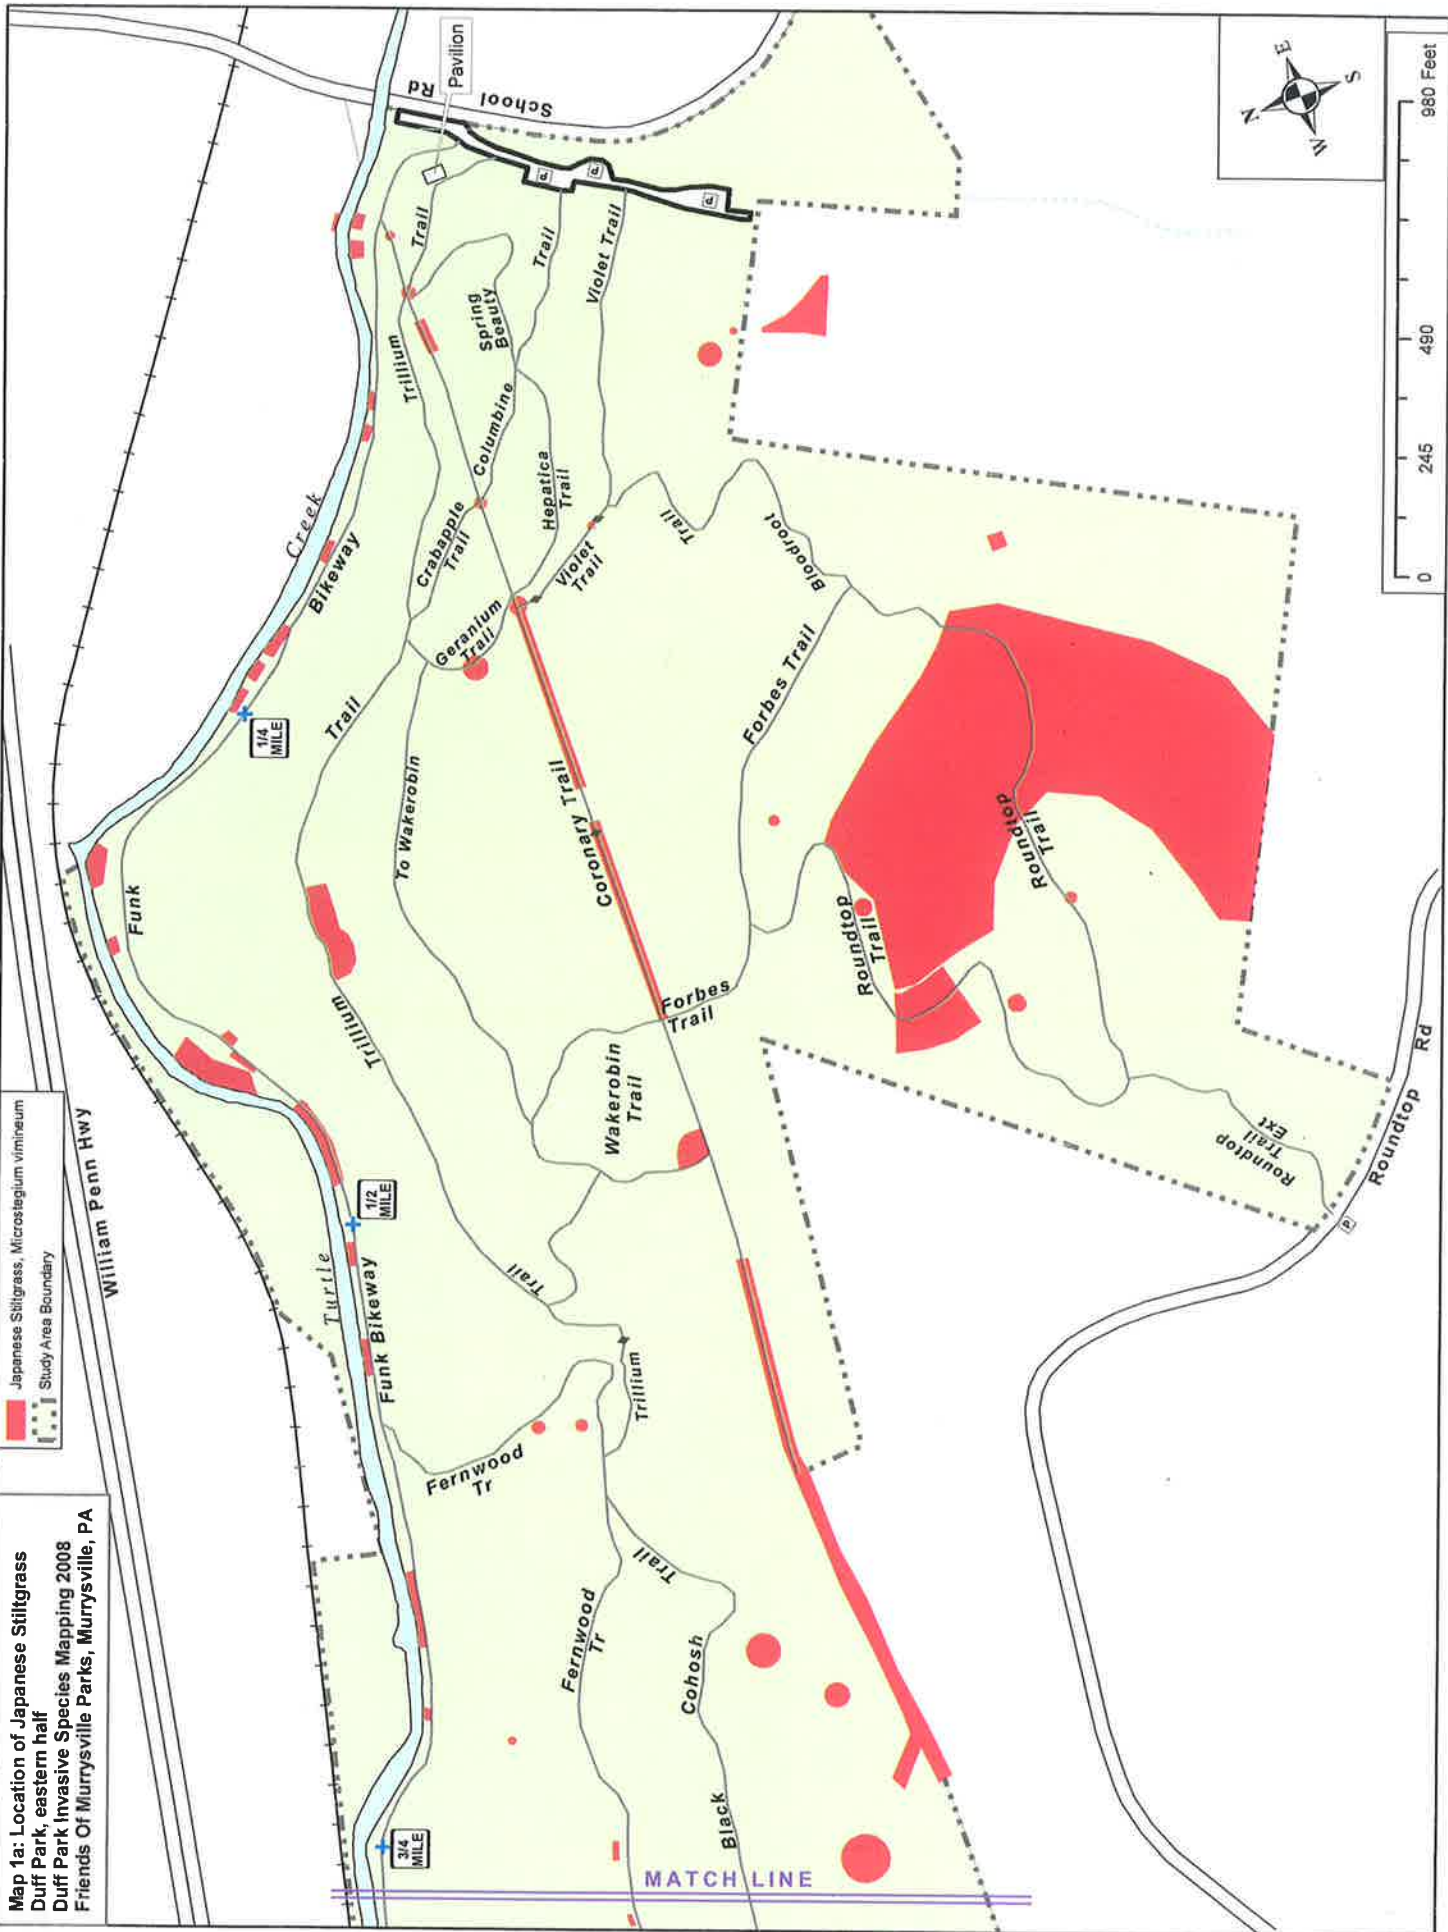 Map 1a: Location of Japanese Stiltgrass
Duff Park, eastern half
Duff Park Invasive Species Mapping 2008
Friends Of Murrysville Parks, Murrysville, PA
Japanese Stiltgrass, Microstegium vimineum
Study Area Boundary
William Penn Hwy
Turtle
Creek
Funk Bikeway
Funk
Bikeway
3/4
MILE
1/2
MILE
1/4
MILE
School
Rd
Pavilion
P
P
P
Trail
Trillium
Trail
Trillium
Trail
Trillium
Spring
Beauty
Trail
Columbine
Violet Trail
Crabapple
Trail
Hepatica
Trail
Violet
Trail
Geranium
Trail
To Wakerobin
Coronary Trail
Trail
Bloodroot
Forbes Trail
Forbes
Trail
Wakerobin
Trail
Roundtop
Trail
Roundtop
Trail
Roundtop
Trail
Ext
P
Roundtop Rd
Fernwood
Tr
Fernwood
Tr
Trail
Cohosh
Black
MATCH LINE
N
E
S
W
0 245 490 980 Feet